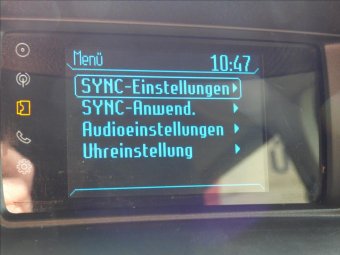 Menü
10:47
SYNC-Einstellungen
SYNC-Anwend.
Audioeinstellungen
Uhreinstellung